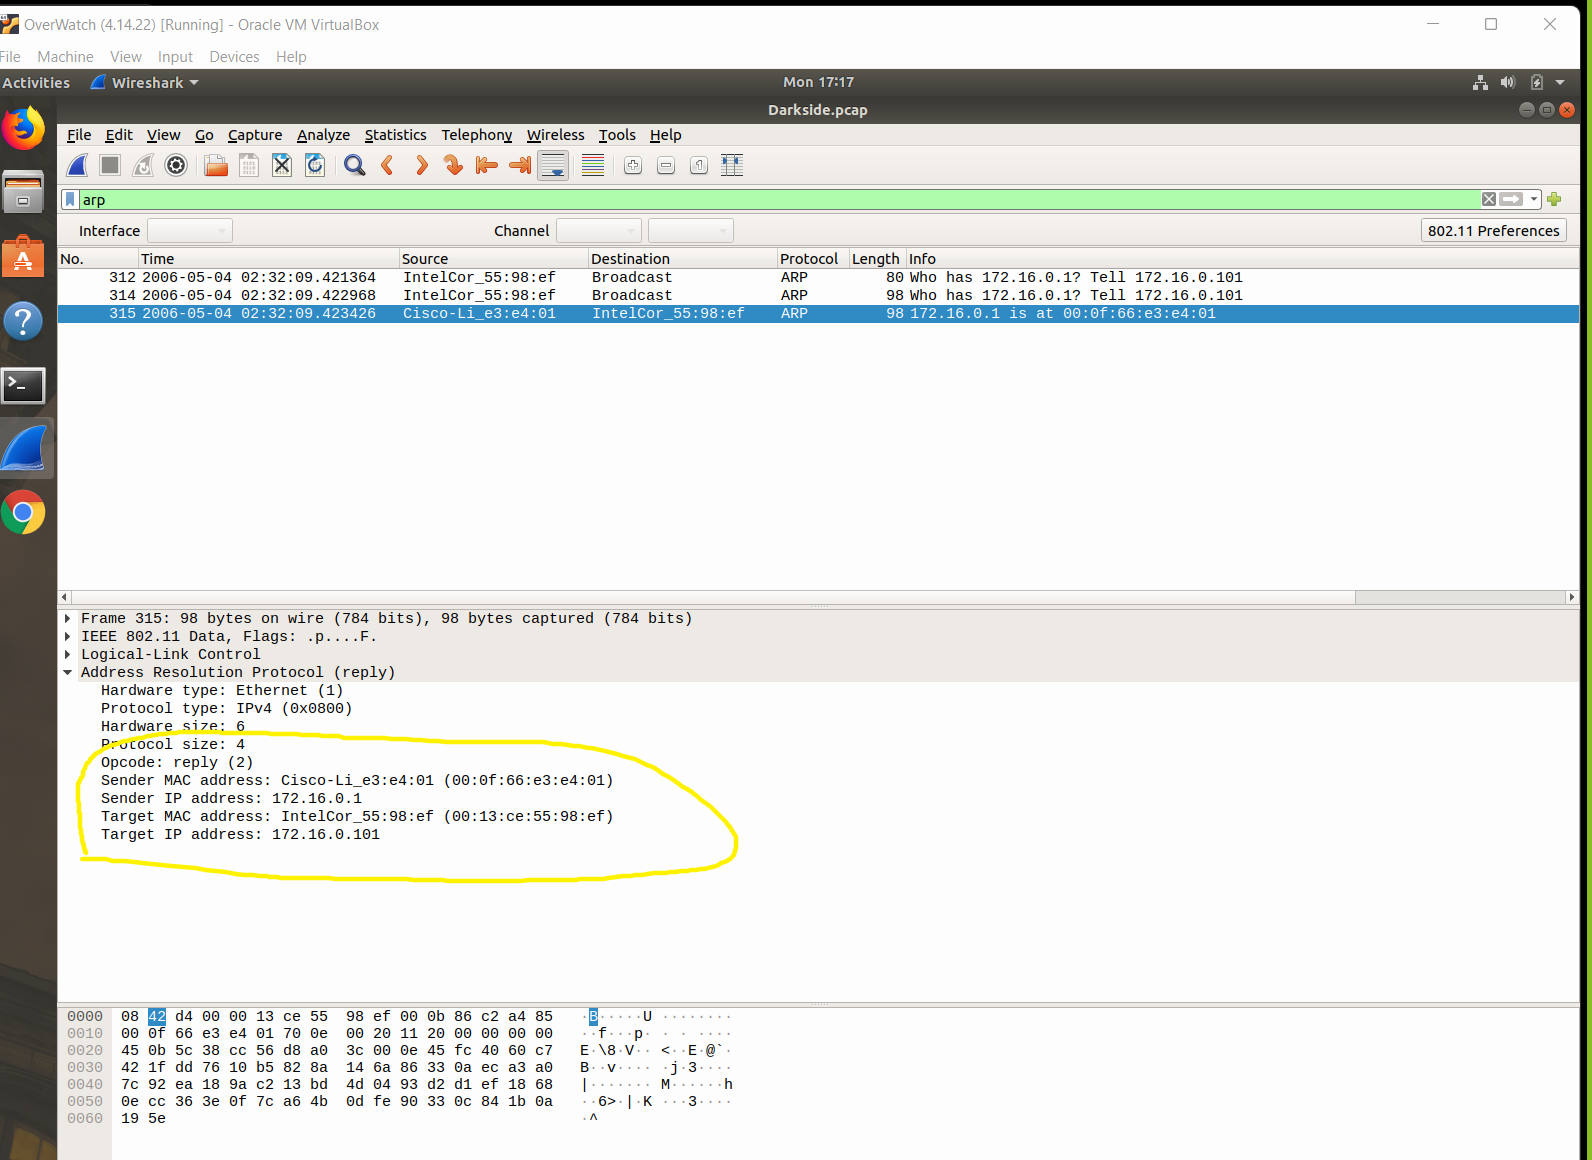 OverWatch (4.14.22) [Running] - Oracle VM VirtualBox
File Machine View Input Devices Help
Activities Wireshark Mon 17:17
Darkside.pcap
File Edit View Go Capture Analyze Statistics Telephony Wireless Tools Help
arp
Interface Channel 802.11 Preferences
No. Time Source Destination Protocol Length Info
312 2006-05-04 02:32:09.421364 IntelCor_55:98:ef Broadcast ARP 80 Who has 172.16.0.1? Tell 172.16.0.101
314 2006-05-04 02:32:09.422968 IntelCor_55:98:ef Broadcast ARP 98 Who has 172.16.0.1? Tell 172.16.0.101
315 2006-05-04 02:32:09.423426 Cisco-Li_e3:e4:01 IntelCor_55:98:ef ARP 98 172.16.0.1 is at 00:0f:66:e3:e4:01
Frame 315: 98 bytes on wire (784 bits), 98 bytes captured (784 bits)
IEEE 802.11 Data, Flags: .p....F.
Logical-Link Control
Address Resolution Protocol (reply)
Hardware type: Ethernet (1)
Protocol type: IPv4 (0x0800)
Hardware size: 6
Protocol size: 4
Opcode: reply (2)
Sender MAC address: Cisco-Li_e3:e4:01 (00:0f:66:e3:e4:01)
Sender IP address: 172.16.0.1
Target MAC address: IntelCor_55:98:ef (00:13:ce:55:98:ef)
Target IP address: 172.16.0.101
0000 08 42 d4 00 00 13 ce 55 98 ef 00 0b 86 c2 a4 85 ·B·····U ········
0010 00 0f 66 e3 e4 01 70 0e 00 20 11 20 00 00 00 00 ··f···p· · · ····
0020 45 0b 5c 38 cc 56 d8 a0 3c 00 0e 45 fc 40 60 c7 E·\8·V·· <··E·@`·
0030 42 1f dd 76 10 b5 82 8a 14 6a 86 33 0a ec a3 a0 B··v···· ·j·3····
0040 7c 92 ea 18 9a c2 13 bd 4d 04 93 d2 d1 ef 18 68 |······· M······h
0050 0e cc 36 3e 0f 7c a6 4b 0d fe 90 33 0c 84 1b 0a ··6>·|·K ···3····
0060 19 5e ·^